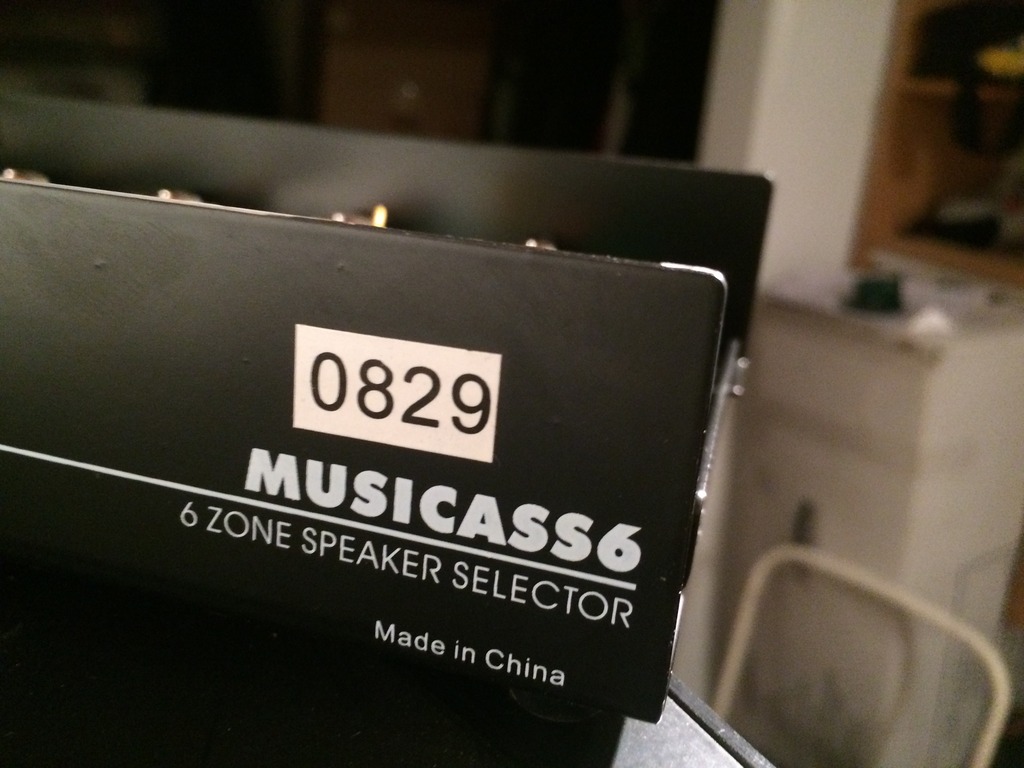 0829
MUSICASS6
6 ZONE SPEAKER SELECTOR
Made in China